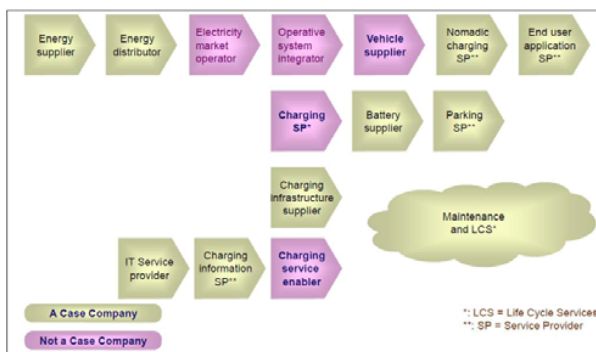 Energy
supplier
Energy
distributor
Electricity
market
operator
Operative
system
integrator
Vehicle
supplier
Nomadic
charging
SP**
End user
application
SP**
Charging
SP*
Battery
supplier
Parking
SP**
Charging
infrastructure
supplier
Maintenance
and LCS*
IT Service
provider
Charging
information
SP**
Charging
service
enabler
A Case Company
Not a Case Company
*: LCS = Life Cycle Services
**: SP = Service Provider